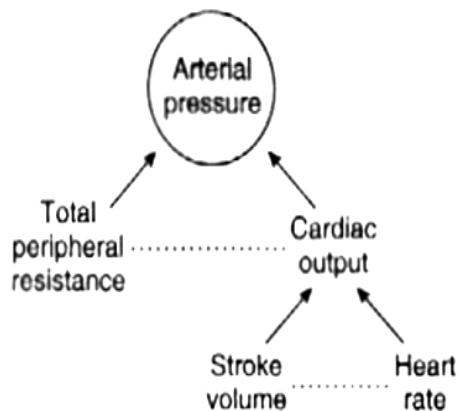 Arterial
pressure
Total
peripheral
resistance
Cardiac
output
Stroke
volume
Heart
rate